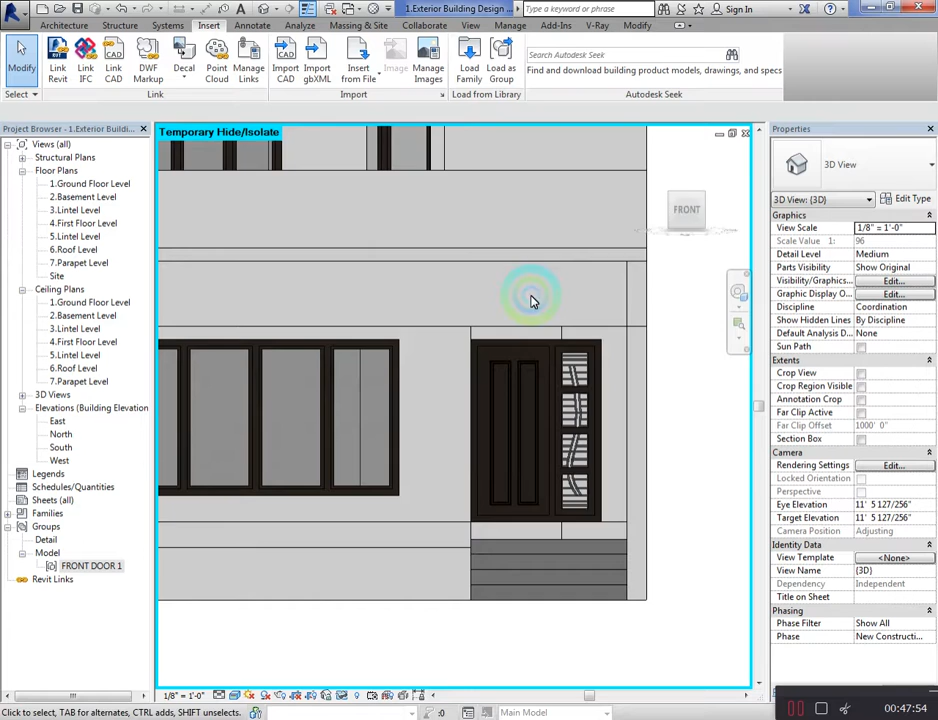 1.Exterior Building Design ...
Type a keyword or phrase
Sign In
Architecture Structure Systems Insert Annotate Analyze Massing & Site Collaborate View Manage Add-Ins V-Ray Modify
Modify
Link Revit
Link IFC
Link CAD
DWF Markup
Decal
Point Cloud
Manage Links
Import CAD
Import gbXML
Insert from File
Image
Manage Images
Load Family
Load as Group
Search Autodesk Seek
Find and download building product models, drawings, and specs
Select
Link
Import
Load from Library
Autodesk Seek
Project Browser - 1.Exterior Buildi...
Views (all)
Structural Plans
Floor Plans
1.Ground Floor Level
2.Basement Level
3.Lintel Level
4.First Floor Level
5.Lintel Level
6.Roof Level
7.Parapet Level
Site
Ceiling Plans
1.Ground Floor Level
2.Basement Level
3.Lintel Level
4.First Floor Level
5.Lintel Level
6.Roof Level
7.Parapet Level
3D Views
Elevations (Building Elevation
East
North
South
West
Legends
Schedules/Quantities
Sheets (all)
Families
Groups
Detail
Model
FRONT DOOR 1
Revit Links
Temporary Hide/Isolate
FRONT
Properties
3D View
3D View: {3D}
Edit Type
Graphics
View Scale 1/8" = 1'-0"
Scale Value 1: 96
Detail Level Medium
Parts Visibility Show Original
Visibility/Graphics... Edit...
Graphic Display O... Edit...
Discipline Coordination
Show Hidden Lines By Discipline
Default Analysis D... None
Sun Path
Extents
Crop View
Crop Region Visible
Annotation Crop
Far Clip Active
Far Clip Offset 1000' 0"
Section Box
Camera
Rendering Settings Edit...
Locked Orientation
Perspective
Eye Elevation 11' 5 127/256"
Target Elevation 11' 5 127/256"
Camera Position Adjusting
Identity Data
View Template <None>
View Name {3D}
Dependency Independent
Title on Sheet
Phasing
Phase Filter Show All
Phase New Constructi...
1/8" = 1'-0"
Click to select, TAB for alternates, CTRL adds, SHIFT unselects.
:0
Main Model
00:47:54